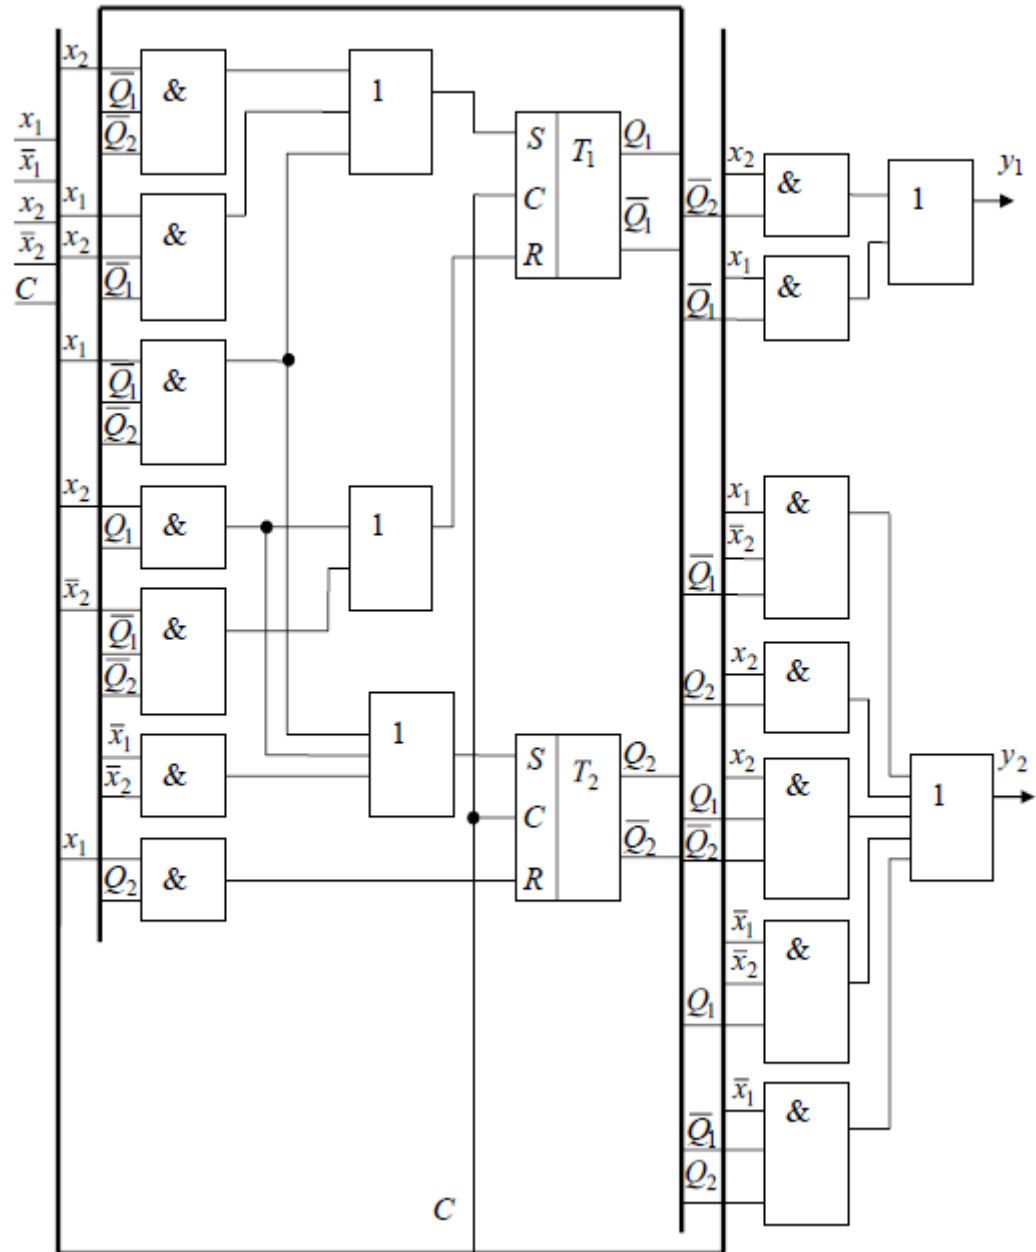 x₁
x̅₁
x₂
x̅₂
C
x₂
Q̅₁
Q̅₂
&
x₁
x₂
Q̅₁
&
x₁
Q̅₁
Q̅₂
&
x₂
Q₁
&
x̅₂
Q̅₁
Q̅₂
&
x̅₁
x̅₂
&
x₁
Q₂
&
1
1
1
S T₁ Q₁
C
Q̅₁
R
S T₂ Q₂
C
Q̅₂
R
C
x₂
Q̅₂
&
x₁
Q̅₁
&
1
y₁
x₁
x̅₂
Q̅₁
&
x₂
Q₂
&
x₂
Q₁
Q̅₂
&
x̅₁
x̅₂
Q₁
&
x̅₁
Q̅₁
Q₂
&
1
y₂